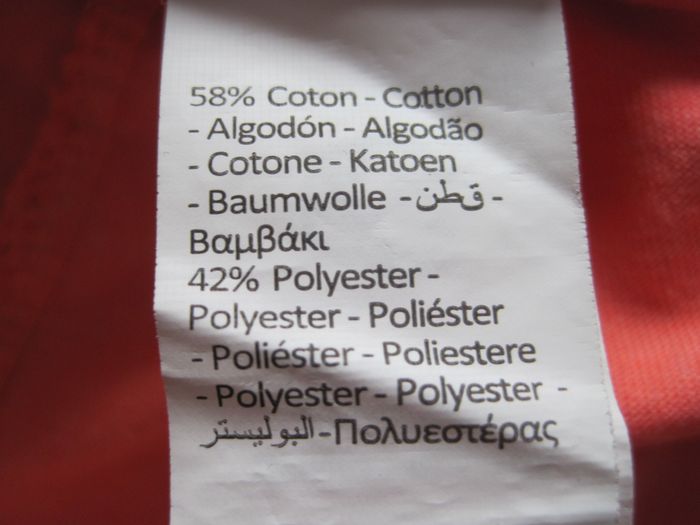 58% Coton - Cotton
- Algodón - Algodão
- Cotone - Katoen
- Baumwolle - قطن -
Βαμβάκι
42% Polyester -
Polyester - Poliéster
- Poliéster - Poliestere
- Polyester - Polyester -
البوليستر - Πολυεστέρας